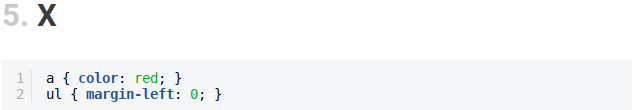 5. X
1 a { color: red; }
2 ul { margin-left: 0; }